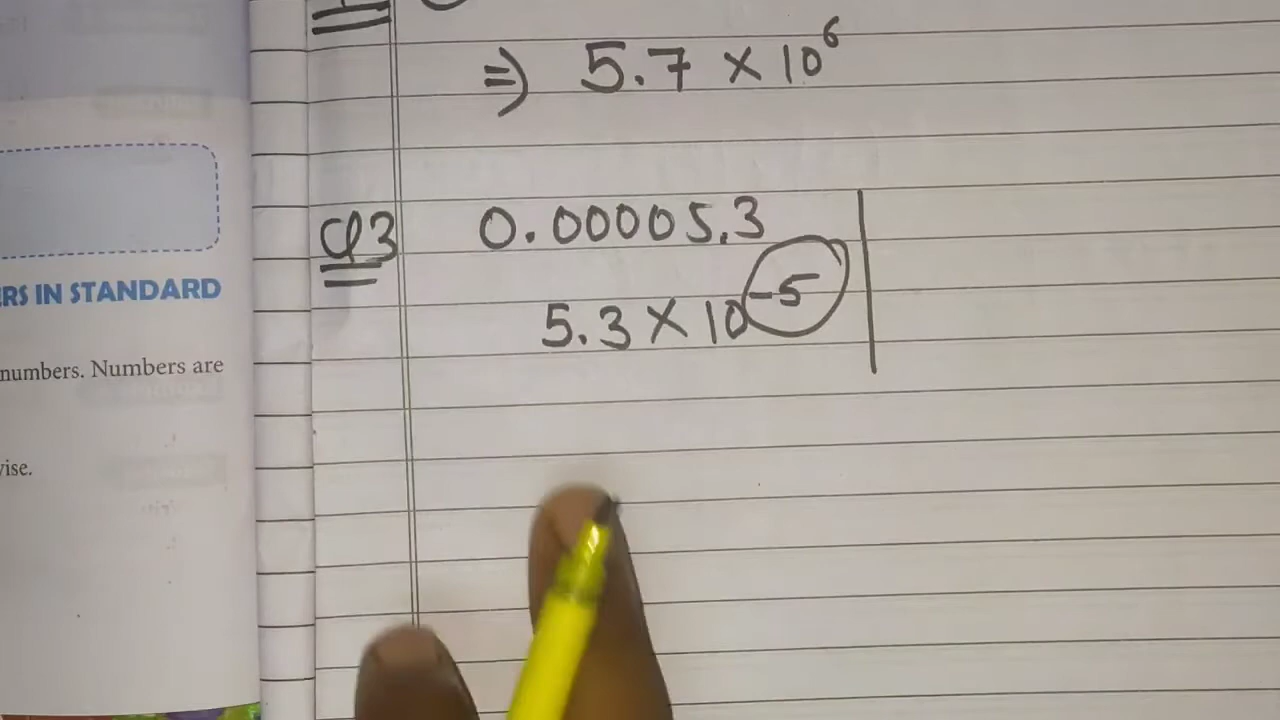 ⇒ 5.7 × 10⁶
Q3 0.00005.3
5.3 × 10⁻⁵
ERS IN STANDARD
numbers. Numbers are
vise.